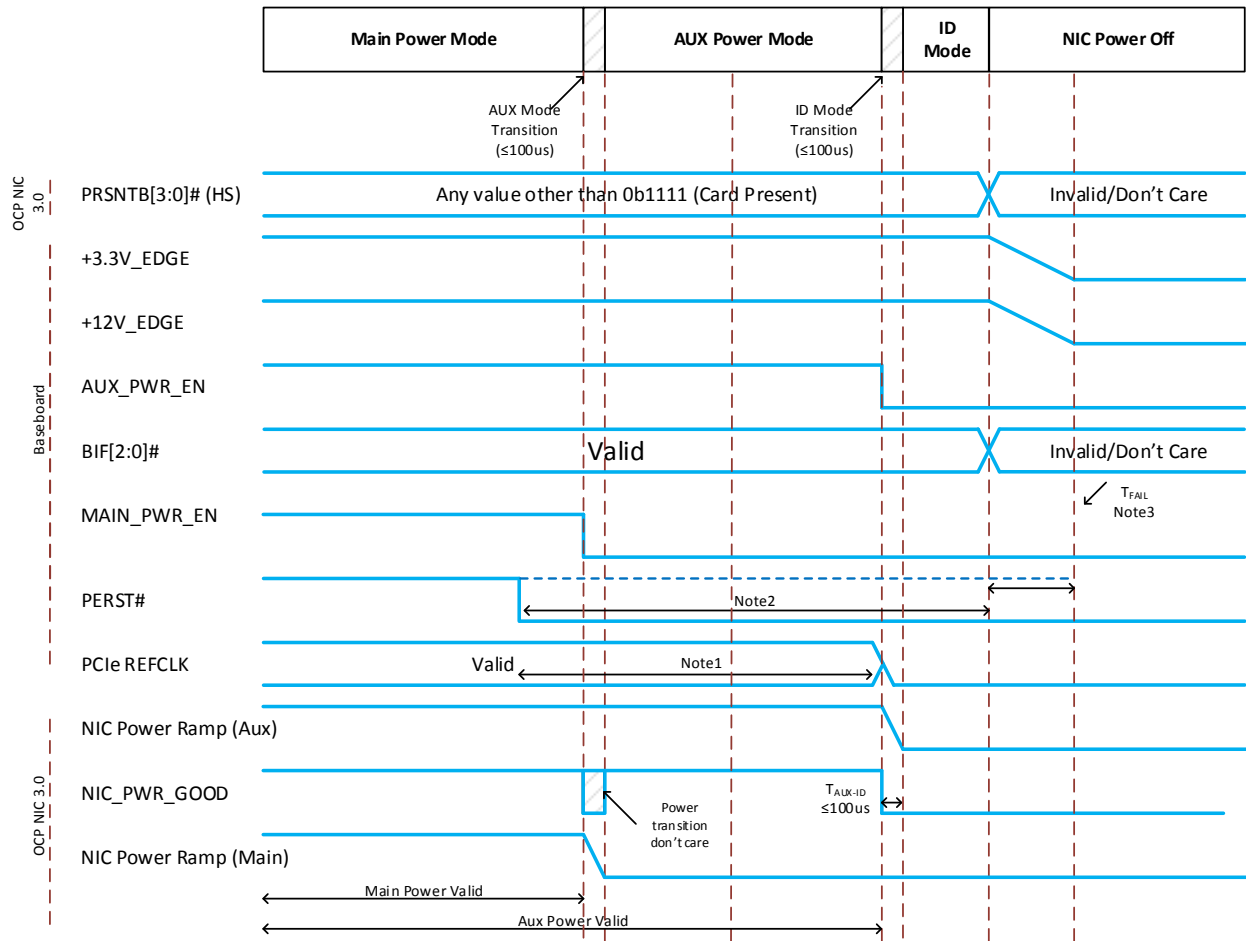 Main Power Mode
AUX Power Mode
ID
Mode
NIC Power Off
AUX Mode
Transition
(≤100us)
ID Mode
Transition
(≤100us)
OCP NIC
3.0
PRSNTB[3:0]# (HS)
Any value other than 0b1111 (Card Present)
Invalid/Don't Care
+3.3V_EDGE
+12V_EDGE
Baseboard
AUX_PWR_EN
BIF[2:0]#
Valid
Invalid/Don't Care
TFAIL
Note3
MAIN_PWR_EN
PERST#
Note2
PCIe REFCLK
Valid
Note1
OCP NIC 3.0
NIC Power Ramp (Aux)
NIC_PWR_GOOD
Power
transition
don't care
TAUX-ID
≤100us
NIC Power Ramp (Main)
Main Power Valid
Aux Power Valid